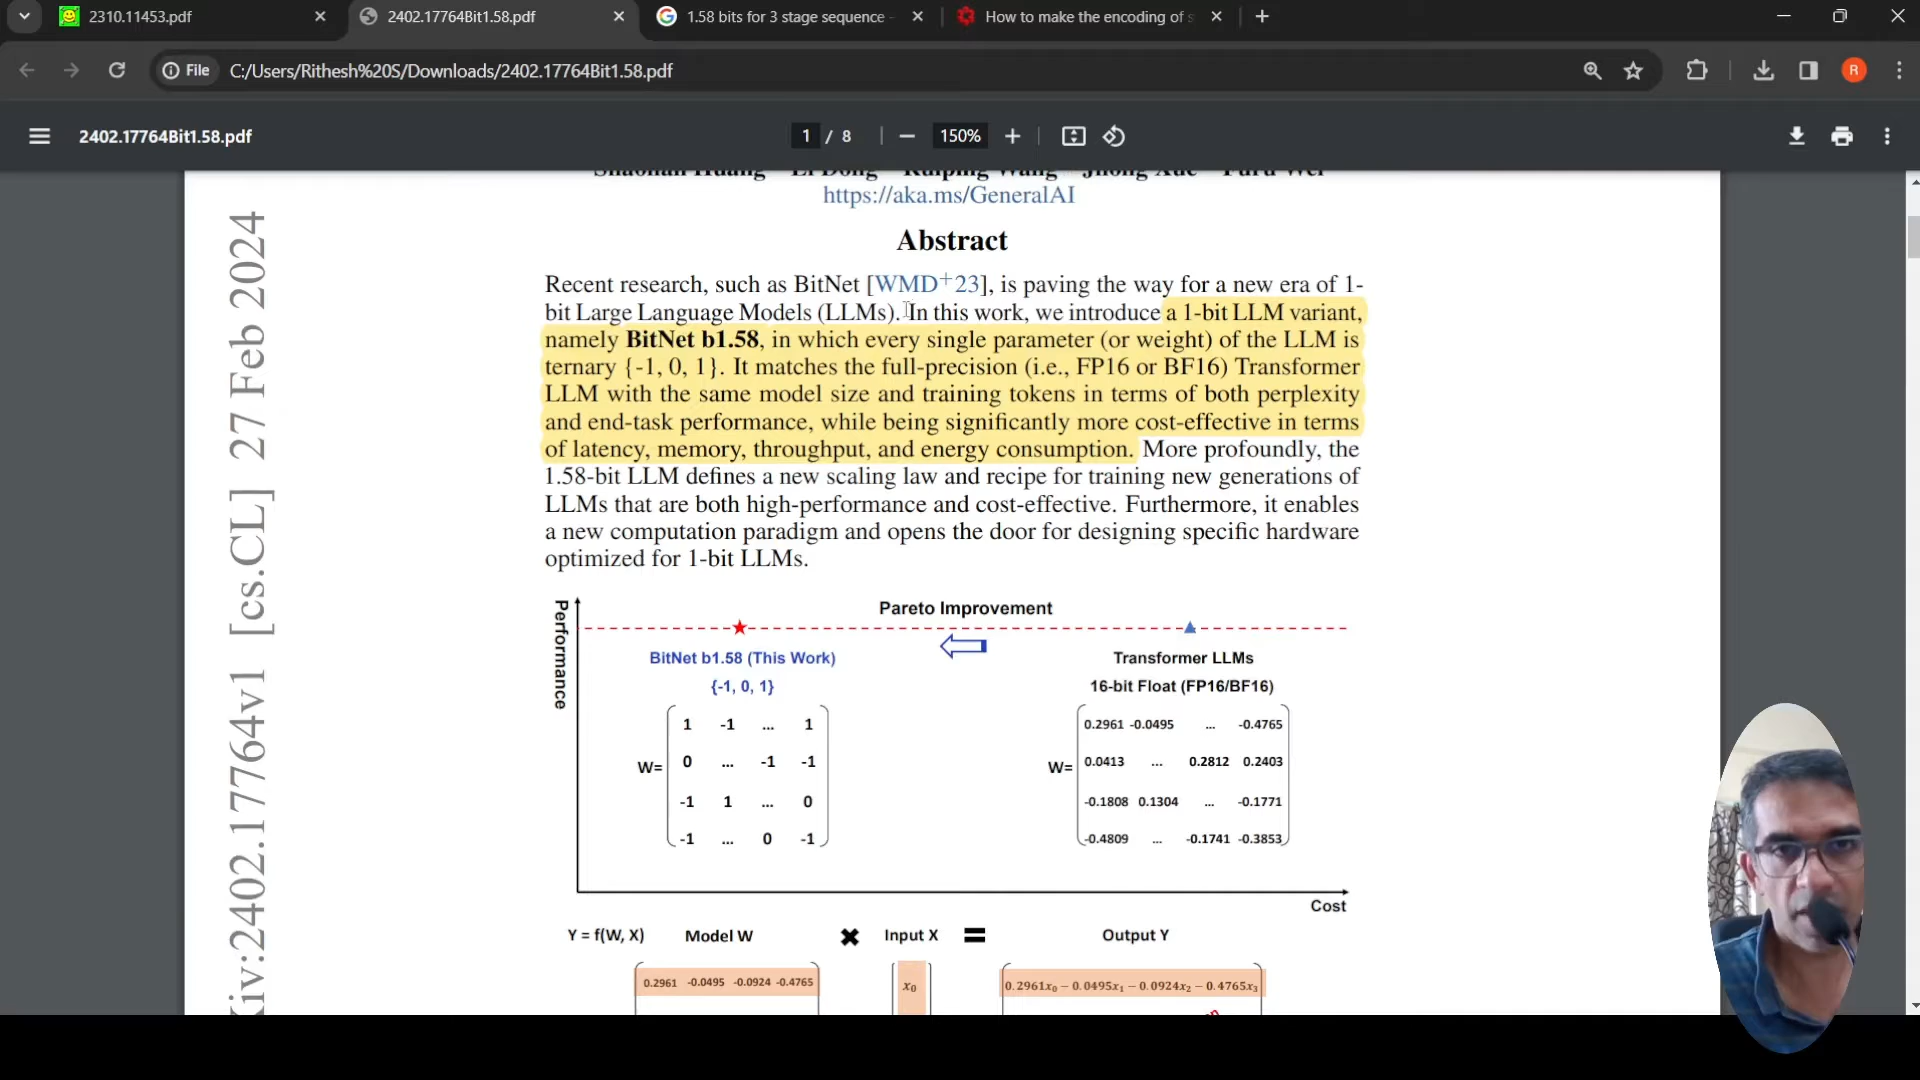 2310.11453.pdf
2402.17764Bit1.58.pdf
1.58 bits for 3 stage sequence -
How to make the encoding of s
File
C:/Users/Rithesh%20S/Downloads/2402.17764Bit1.58.pdf
R
2402.17764Bit1.58.pdf
1 / 8
150%
Shaohan Huang Li Dong Ruiping Wang Jilong Xue Furu Wei
https://aka.ms/GeneralAI
Abstract
Recent research, such as BitNet [WMD+23], is paving the way for a new era of 1-
bit Large Language Models (LLMs). In this work, we introduce a 1-bit LLM variant,
namely BitNet b1.58, in which every single parameter (or weight) of the LLM is
ternary {-1, 0, 1}. It matches the full-precision (i.e., FP16 or BF16) Transformer
LLM with the same model size and training tokens in terms of both perplexity
and end-task performance, while being significantly more cost-effective in terms
of latency, memory, throughput, and energy consumption. More profoundly, the
1.58-bit LLM defines a new scaling law and recipe for training new generations of
LLMs that are both high-performance and cost-effective. Furthermore, it enables
a new computation paradigm and opens the door for designing specific hardware
optimized for 1-bit LLMs.
Kiv:2402.17764v1 [cs.CL] 27 Feb 2024
Performance
Pareto Improvement
BitNet b1.58 (This Work)
{-1, 0, 1}
W=
1 -1 ... 1
0 ... -1 -1
-1 1 ... 0
-1 ... 0 -1
Transformer LLMs
16-bit Float (FP16/BF16)
W=
0.2961 -0.0495 ... -0.4765
0.0413 ... 0.2812 0.2403
-0.1808 0.1304 ... -0.1771
-0.4809 ... -0.1741 -0.3853
Cost
Y = f(W, X) Model W ✖ Input X = Output Y
0.2961 -0.0495 -0.0924 -0.4765
x₀
0.2961x₀ − 0.0495x₁ − 0.0924x₂ − 0.4765x₃